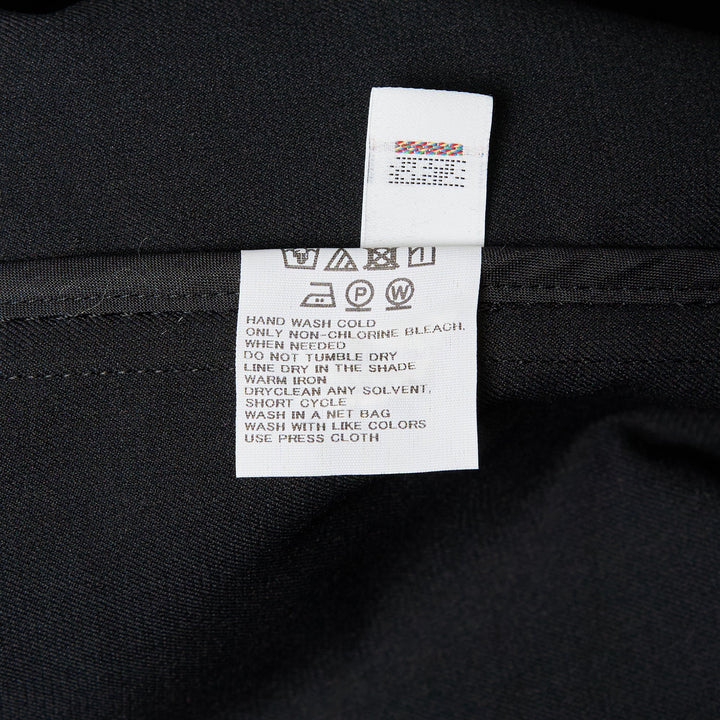 P W
HAND WASH COLD
ONLY NON-CHLORINE BLEACH.
WHEN NEEDED
DO NOT TUMBLE DRY
LINE DRY IN THE SHADE
WARM IRON
DRYCLEAN ANY SOLVENT,
SHORT CYCLE
WASH IN A NET BAG
WASH WITH LIKE COLORS
USE PRESS CLOTH